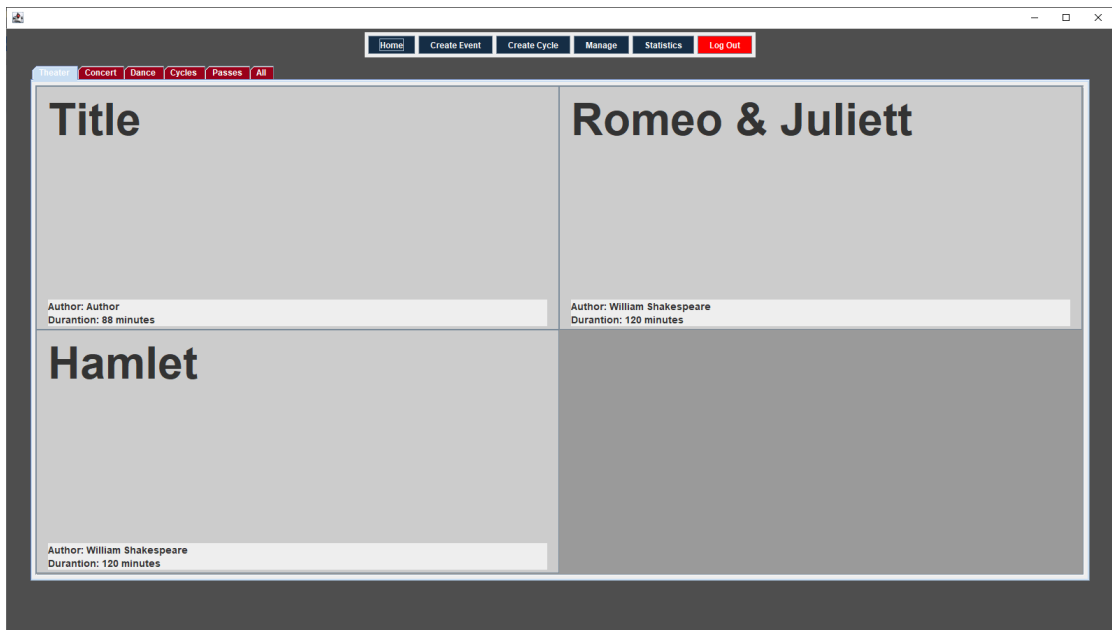 Home Create Event Create Cycle Manage Statistics Log Out
Theater Concert Dance Cycles Passes All
Title
Author: Author
Durantion: 88 minutes
Romeo & Juliett
Author: William Shakespeare
Durantion: 120 minutes
Hamlet
Author: William Shakespeare
Durantion: 120 minutes